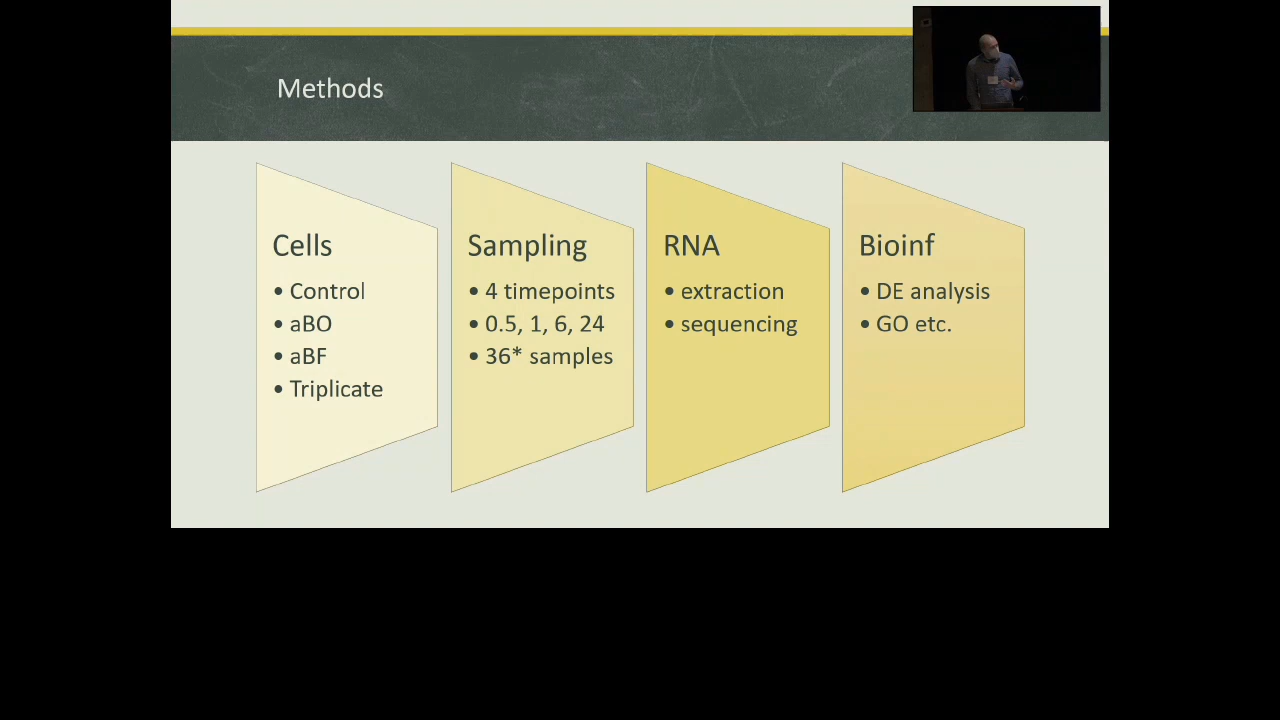 Methods
Cells
• Control
• aBO
• aBF
• Triplicate
Sampling
• 4 timepoints
• 0.5, 1, 6, 24
• 36* samples
RNA
• extraction
• sequencing
Bioinf
• DE analysis
• GO etc.